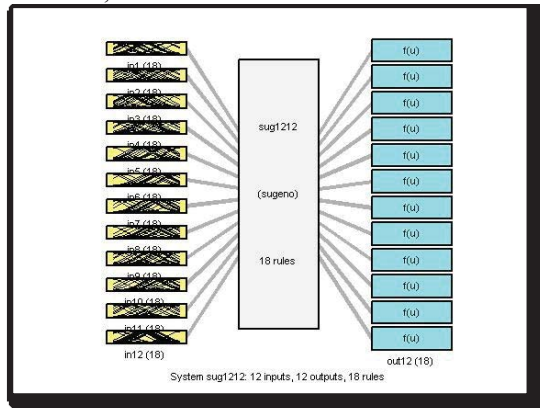 in1 (18)
in2 (18)
in3 (18)
in4 (18)
in5 (18)
in6 (18)
in7 (18)
in8 (18)
in9 (18)
in10 (18)
in11 (18)
in12 (18)
sug1212
(sugeno)
18 rules
f(u)
f(u)
f(u)
f(u)
f(u)
f(u)
f(u)
f(u)
f(u)
f(u)
f(u)
f(u)
out12 (18)
System sug1212: 12 inputs, 12 outputs, 18 rules